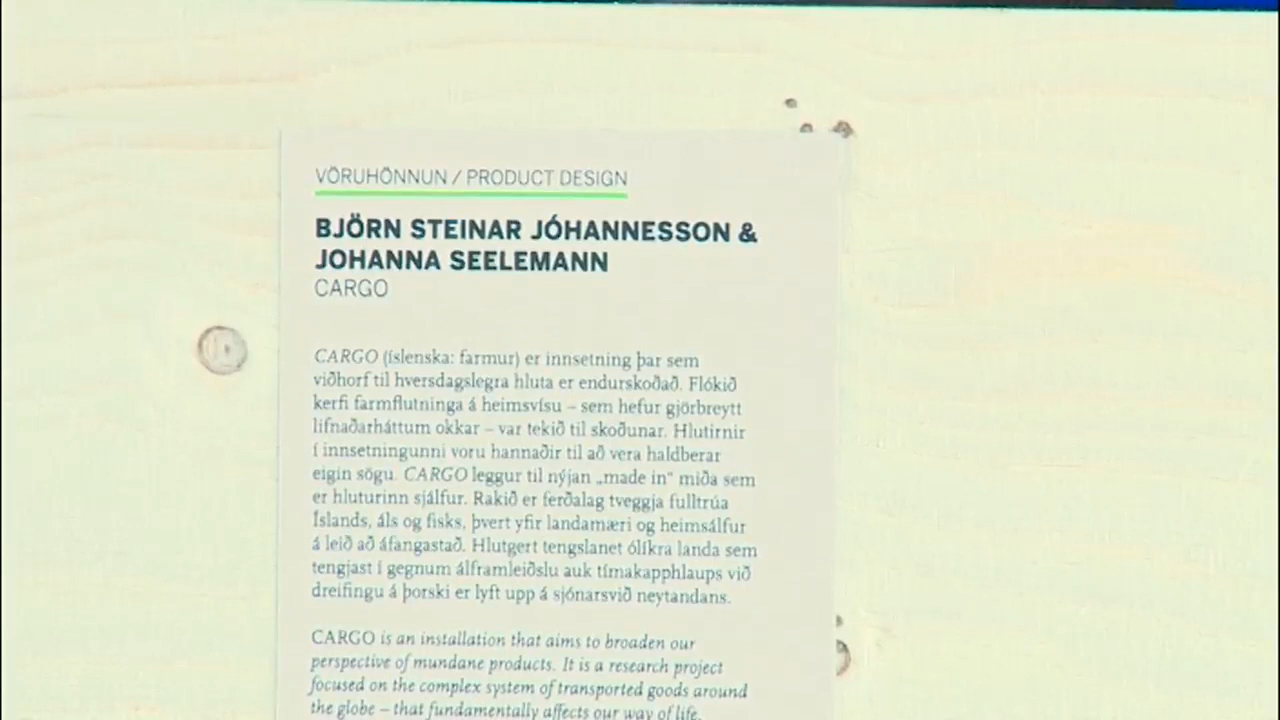 VÖRUHÖNNUN / PRODUCT DESIGN
BJÖRN STEINAR JÓHANNESSON &
JOHANNA SEELEMANN
CARGO
CARGO (íslenska: farmur) er innsetning þar sem
viðhorf til hversdagslegra hluta er endurskoðað. Flókið
kerfi farmflutninga á heimsvísu – sem hefur gjörbreytt
lifnaðarháttum okkar – var tekið til skoðunar. Hlutirnir
í innsetningunni voru hannaðir til að vera haldberar
eigin sögu. CARGO leggur til nýjan „made in“ miða sem
er hluturinn sjálfur. Rakið er ferðalag tveggja fulltrúa
Íslands, áls og fisks, þvert yfir landamæri og heimsálfur
á leið að áfangastað. Hlutgert tengslanet ólíkra landa sem
tengjast í gegnum álframleiðslu auk tímakapphlaups við
dreifingu á þorski er lyft upp á sjónarsvið neytandans.
CARGO is an installation that aims to broaden our
perspective of mundane products. It is a research project
focused on the complex system of transported goods around
the globe – that fundamentally affects our way of life.